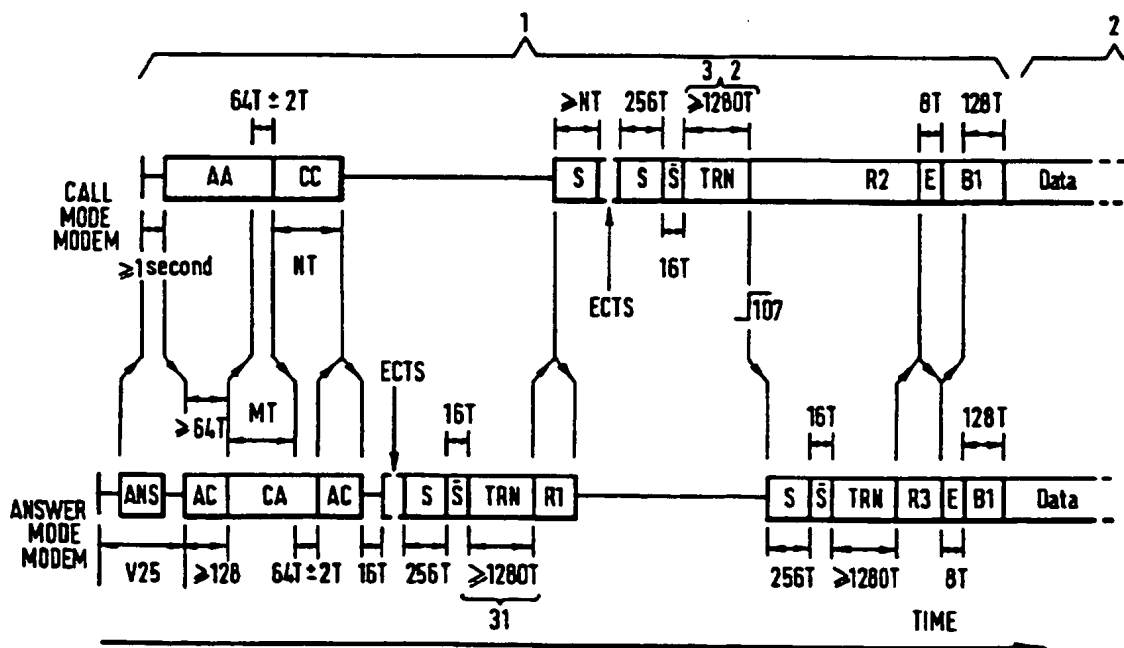 1 2
3 2
64T ± 2T ⩾NT 256T ⩾1280T 8T 128T
AA CC S S S̄ TRN R2 E B1 Data
CALL
MODE
MODEM
⩾1 second NT 16T
ECTS 107
ECTS
⩾64T MT 16T 16T 128T
ANS AC CA AC S S̄ TRN R1 S S̄ TRN R3 E B1 Data
ANSWER
MODE
MODEM
V25 ⩾128 64T±2T 16T 256T ⩾1280T 256T ⩾1280T 8T
31 TIME